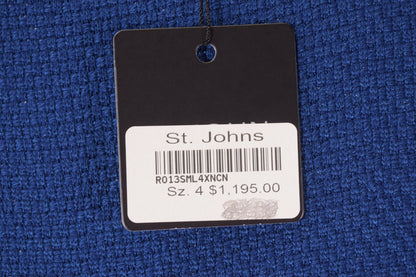 St. Johns
R013SML4XNCN
Sz. 4 $1,195.00